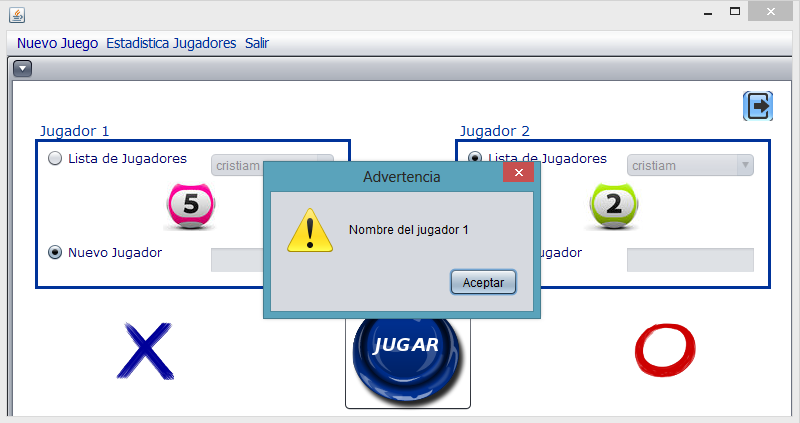 Nuevo Juego Estadistica Jugadores Salir
Jugador 1
Jugador 2
Lista de Jugadores
cristiam
Lista de Jugadores
cristiam
5
2
Nuevo Jugador
ugador
Advertencia
Nombre del jugador 1
Aceptar
JUGAR
X
O